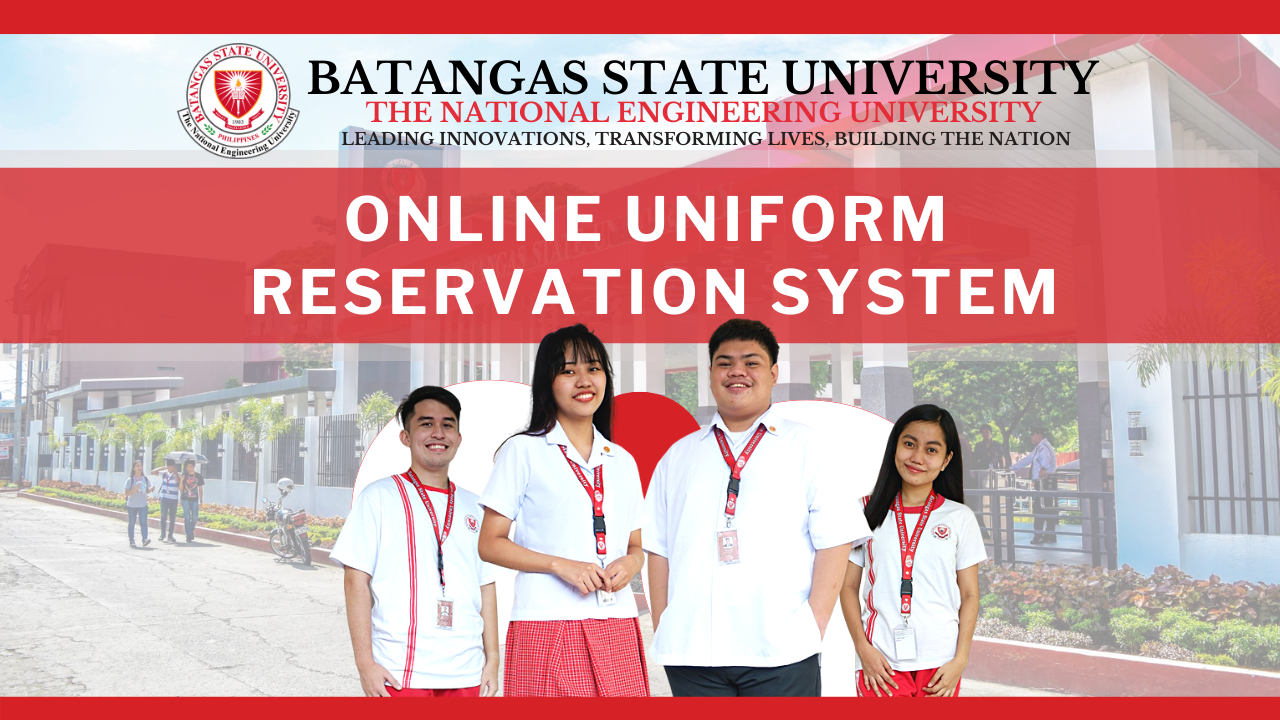 BATANGAS STATE UNIVERSITY
The National Engineering University
1903
PHILIPPINES
BATANGAS STATE UNIVERSITY
THE NATIONAL ENGINEERING UNIVERSITY
LEADING INNOVATIONS, TRANSFORMING LIVES, BUILDING THE NATION
ONLINE UNIFORM
RESERVATION SYSTEM